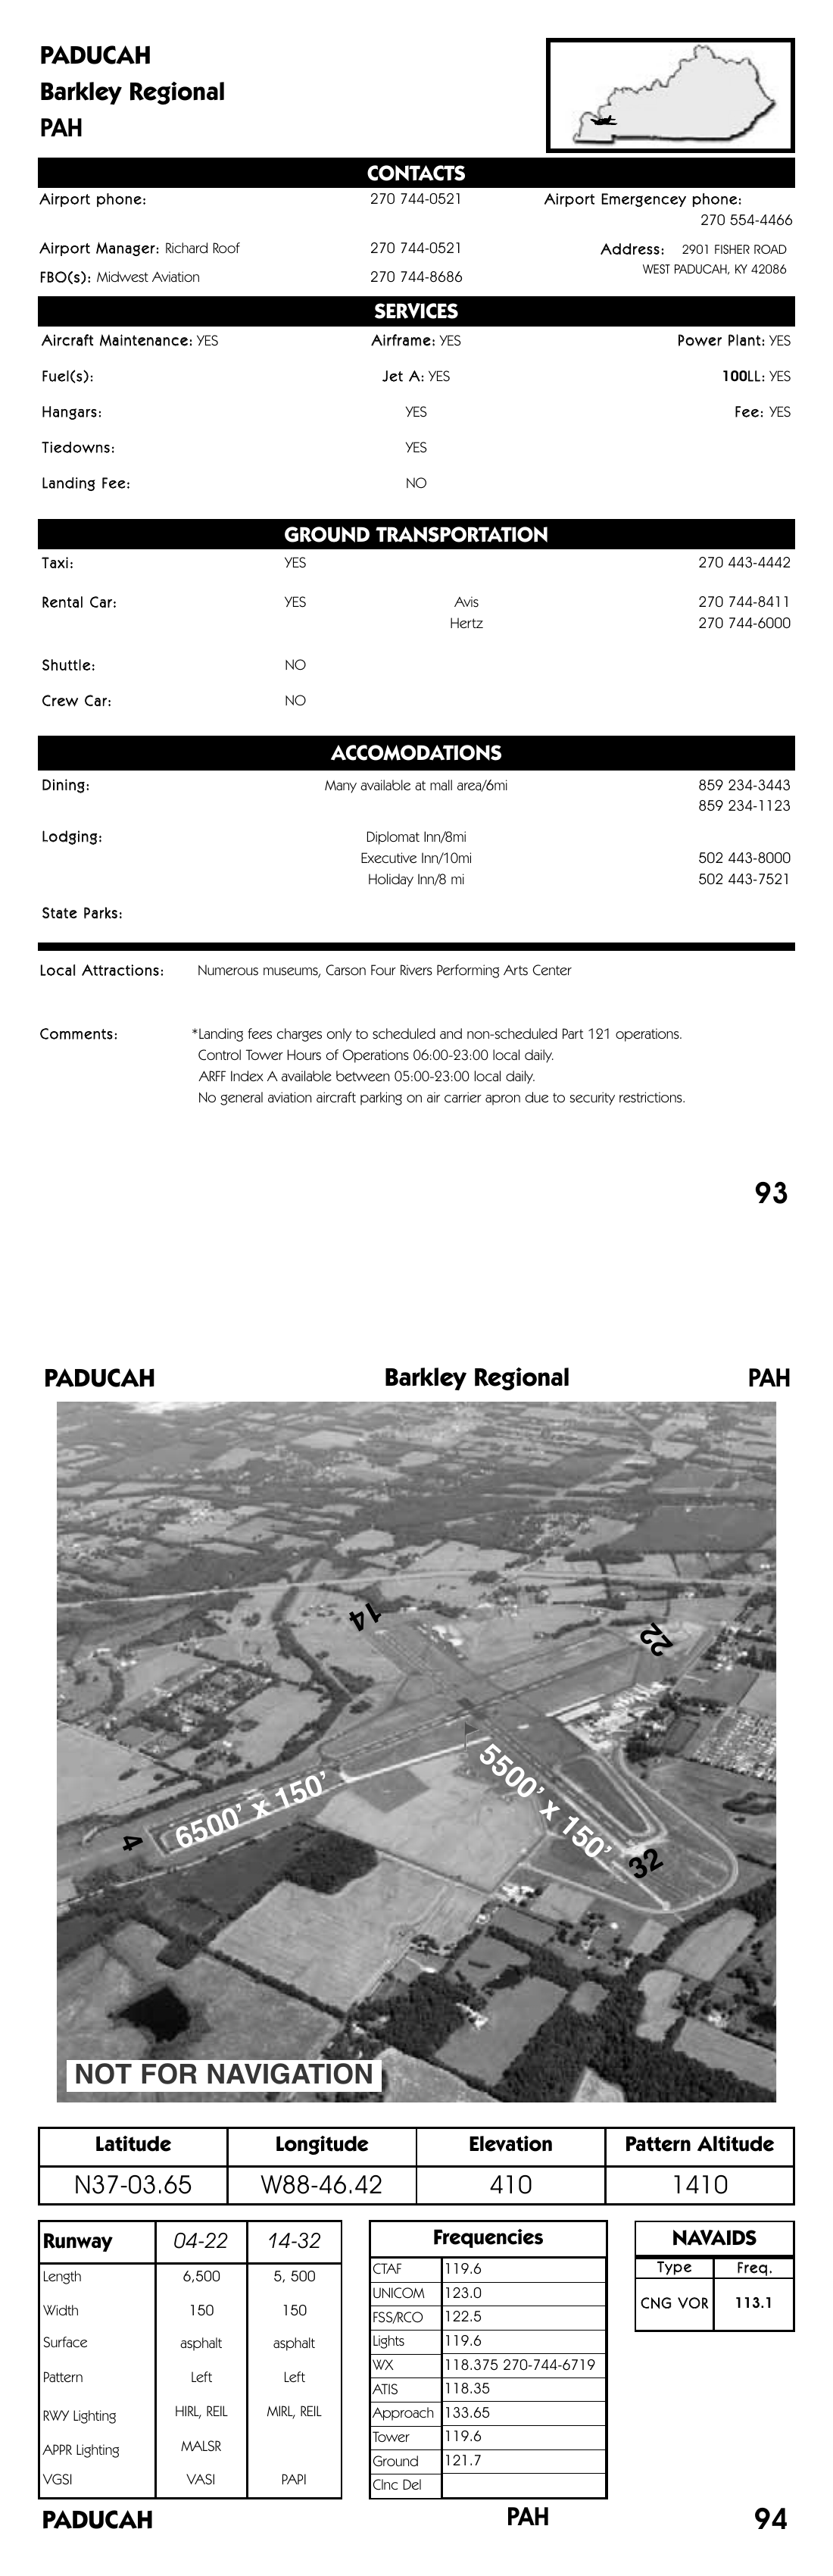 PADUCAH
Barkley Regional
PAH
CONTACTS
Airport phone: 270 744-0521 Airport Emergencey phone:
270 554-4466
Airport Manager: Richard Roof 270 744-0521 Address: 2901 FISHER ROAD
WEST PADUCAH, KY 42086
FBO(s): Midwest Aviation 270 744-8686
SERVICES
Aircraft Maintenance: YES Airframe: YES Power Plant: YES
Fuel(s): Jet A: YES 100LL: YES
Hangars: YES Fee: YES
Tiedowns: YES
Landing Fee: NO
GROUND TRANSPORTATION
Taxi: YES 270 443-4442
Rental Car: YES Avis 270 744-8411
Hertz 270 744-6000
Shuttle: NO
Crew Car: NO
ACCOMODATIONS
Dining: Many available at mall area/6mi 859 234-3443
859 234-1123
Lodging: Diplomat Inn/8mi
Executive Inn/10mi 502 443-8000
Holiday Inn/8 mi 502 443-7521
State Parks:
Local Attractions: Numerous museums, Carson Four Rivers Performing Arts Center
Comments: *Landing fees charges only to scheduled and non-scheduled Part 121 operations.
Control Tower Hours of Operations 06:00-23:00 local daily.
ARFF Index A available between 05:00-23:00 local daily.
No general aviation aircraft parking on air carrier apron due to security restrictions.
93
PADUCAH Barkley Regional PAH
14
22
5500' x 150'
6500' x 150'
4
32
NOT FOR NAVIGATION
Latitude Longitude Elevation Pattern Altitude
N37-03.65 W88-46.42 410 1410
Runway 04-22 14-32
Length 6,500 5, 500
Width 150 150
Surface asphalt asphalt
Pattern Left Left
RWY Lighting HIRL, REIL MIRL, REIL
APPR Lighting MALSR
VGSI VASI PAPI
Frequencies
CTAF 119.6
UNICOM 123.0
FSS/RCO 122.5
Lights 119.6
WX 118.375 270-744-6719
ATIS 118.35
Approach 133.65
Tower 119.6
Ground 121.7
Clnc Del
NAVAIDS
Type Freq.
CNG VOR 113.1
PADUCAH PAH 94